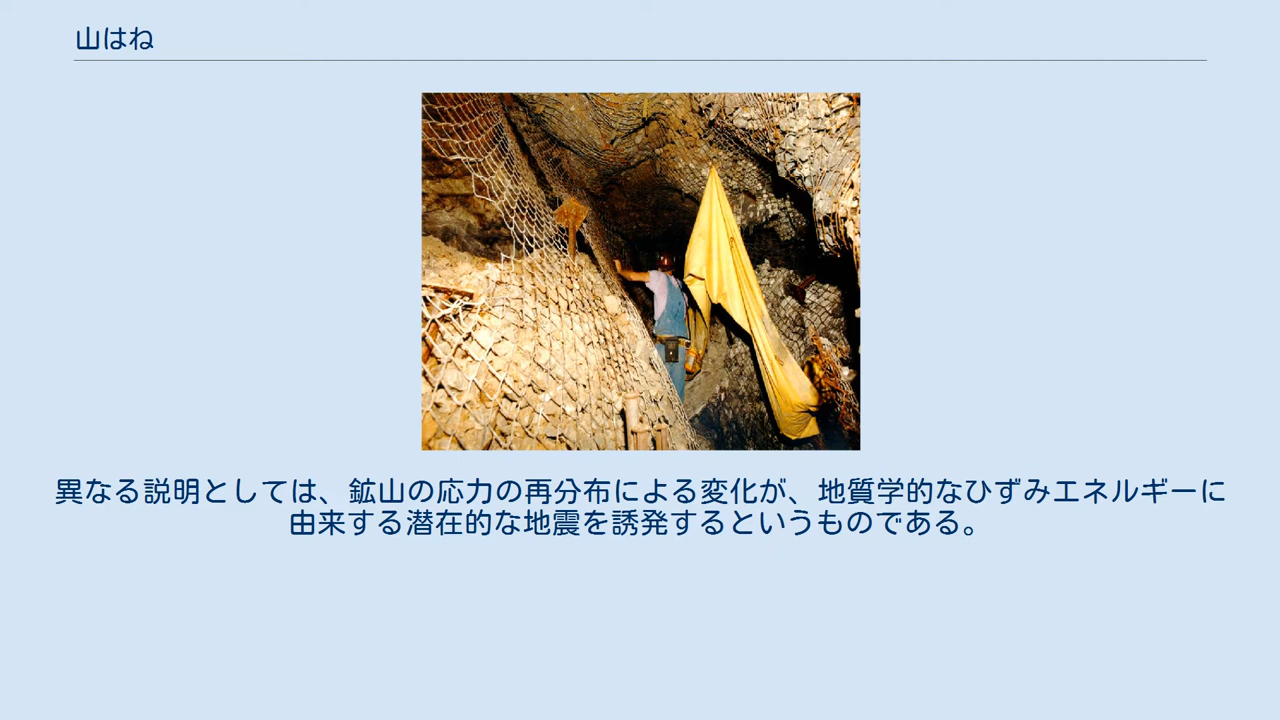 山はね
異なる説明としては、鉱山の応力の再分布による変化が、地質学的なひずみエネルギーに
由来する潜在的な地震を誘発するというものである。